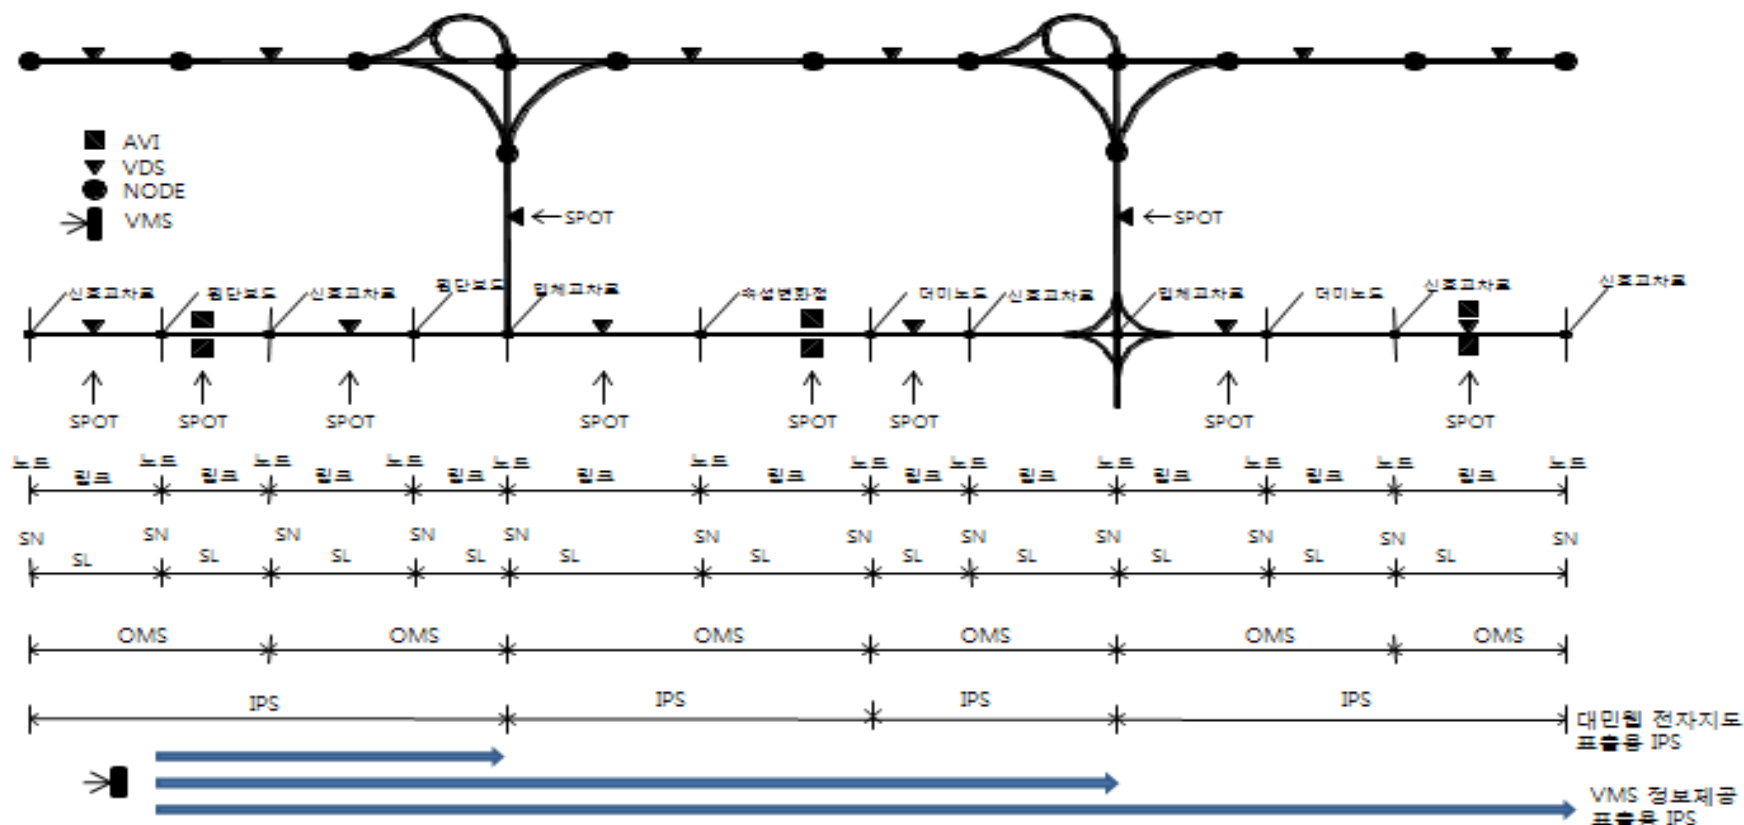 AVI
VDS
NODE
VMS
SPOT
SPOT
신호교차로
신호교차로
입체교차로
속성변화점
더미노드
신호교차로
입체교차로
더미노드
신호교차로
신호교차로
SPOT SPOT SPOT SPOT SPOT SPOT SPOT SPOT
노드 노드 노드 노드 노드 노드 노드 노드 노드 노드 노드 노드
링크 링크 링크 링크 링크 링크 링크 링크 링크 링크 링크
SN SN SN SN SN SN SN SN SN SN SN SN
SL SL SL SL SL SL SL SL SL SL SL
OMS OMS OMS OMS OMS OMS
IPS IPS IPS IPS
대민웹 전자지도
표출용 IPS
VMS 정보제공
표출용 IPS